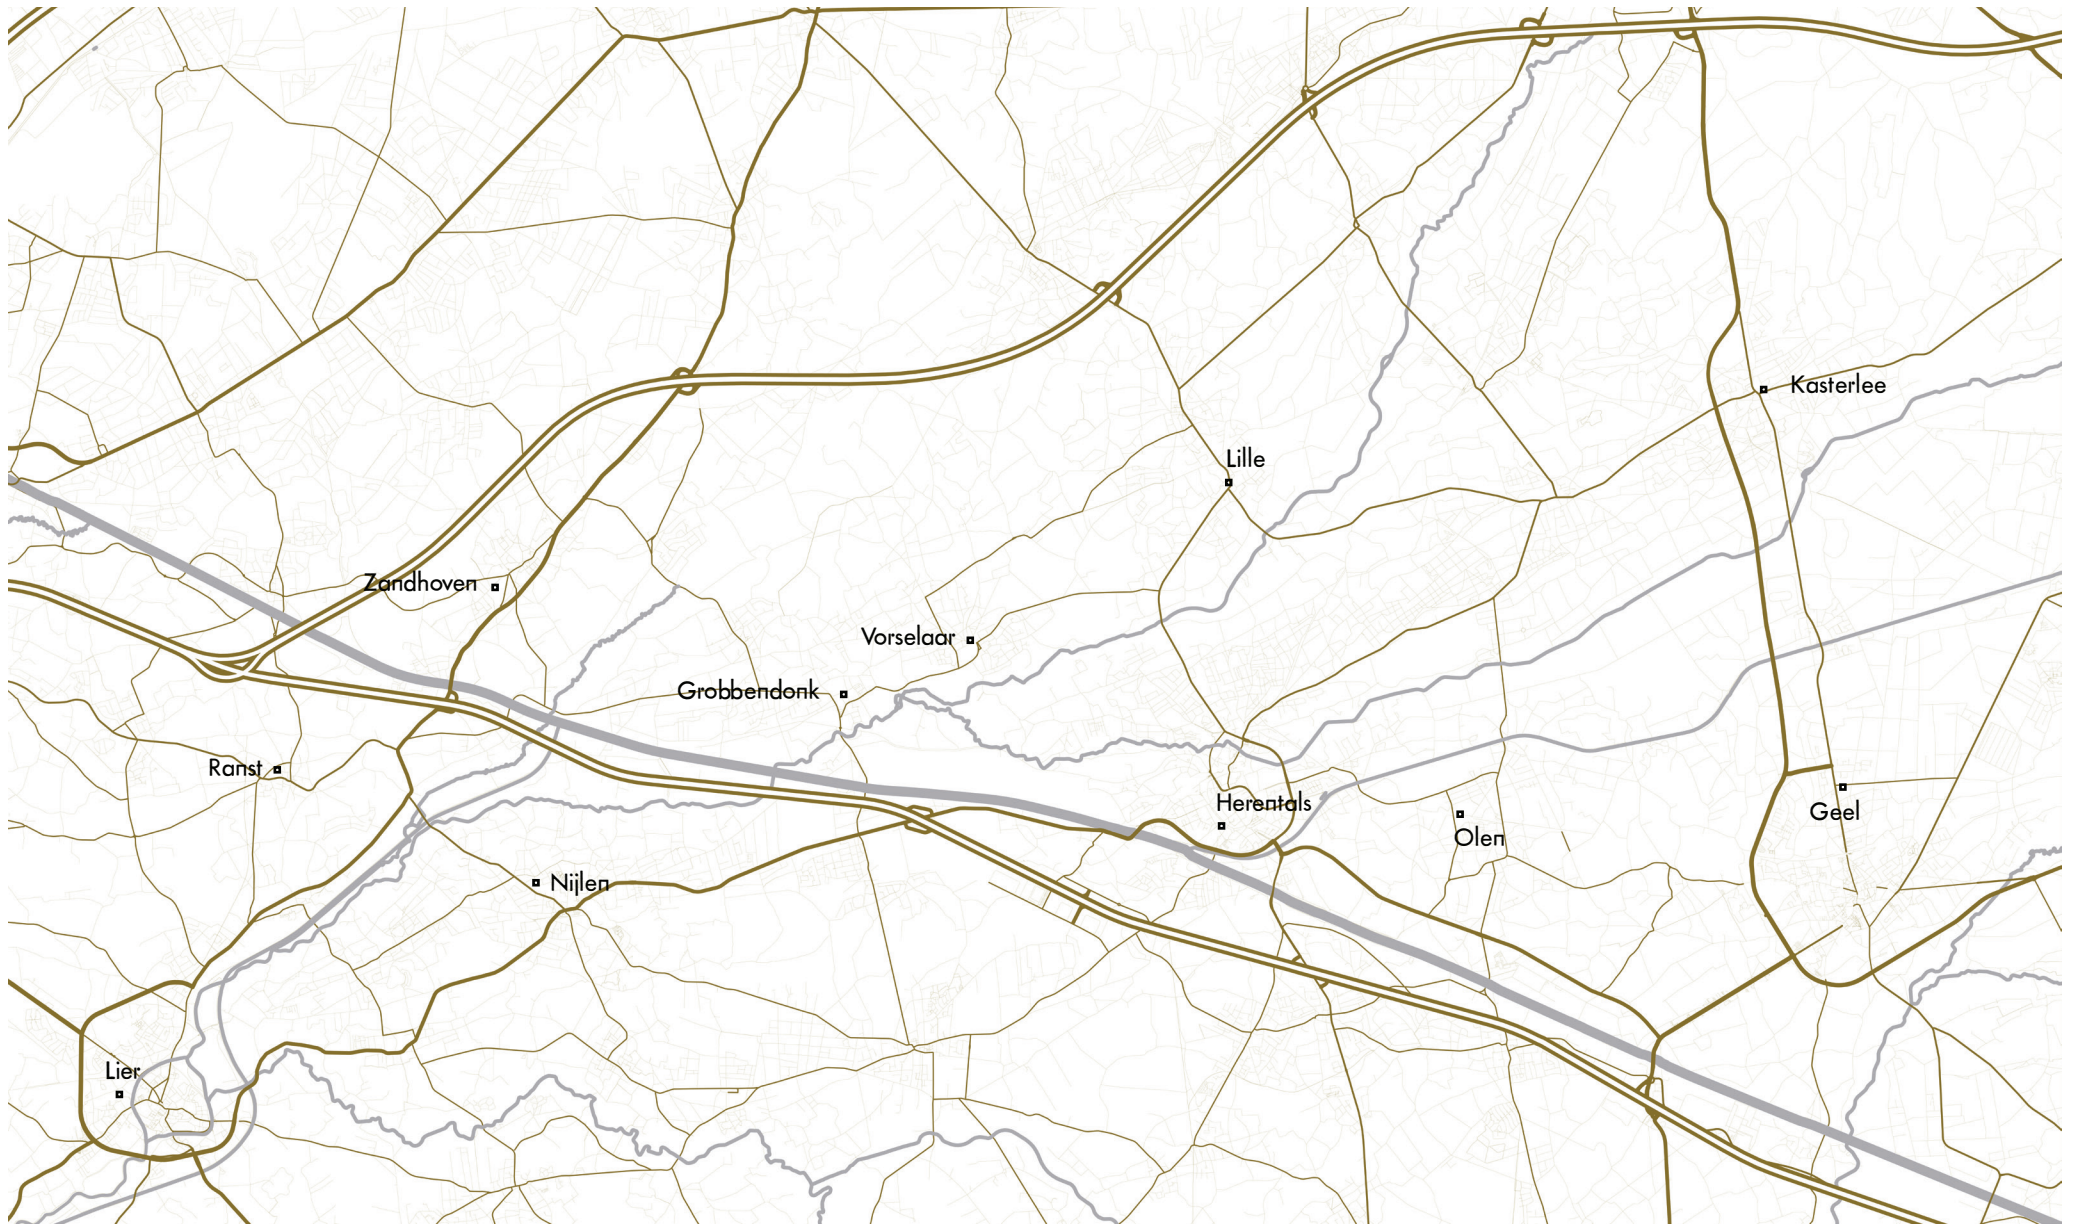 Kasterlee
Lille
Zandhoven
Vorselaar
Grobbendonk
Ranst
Herentals
Geel
Olen
Nijlen
Lier